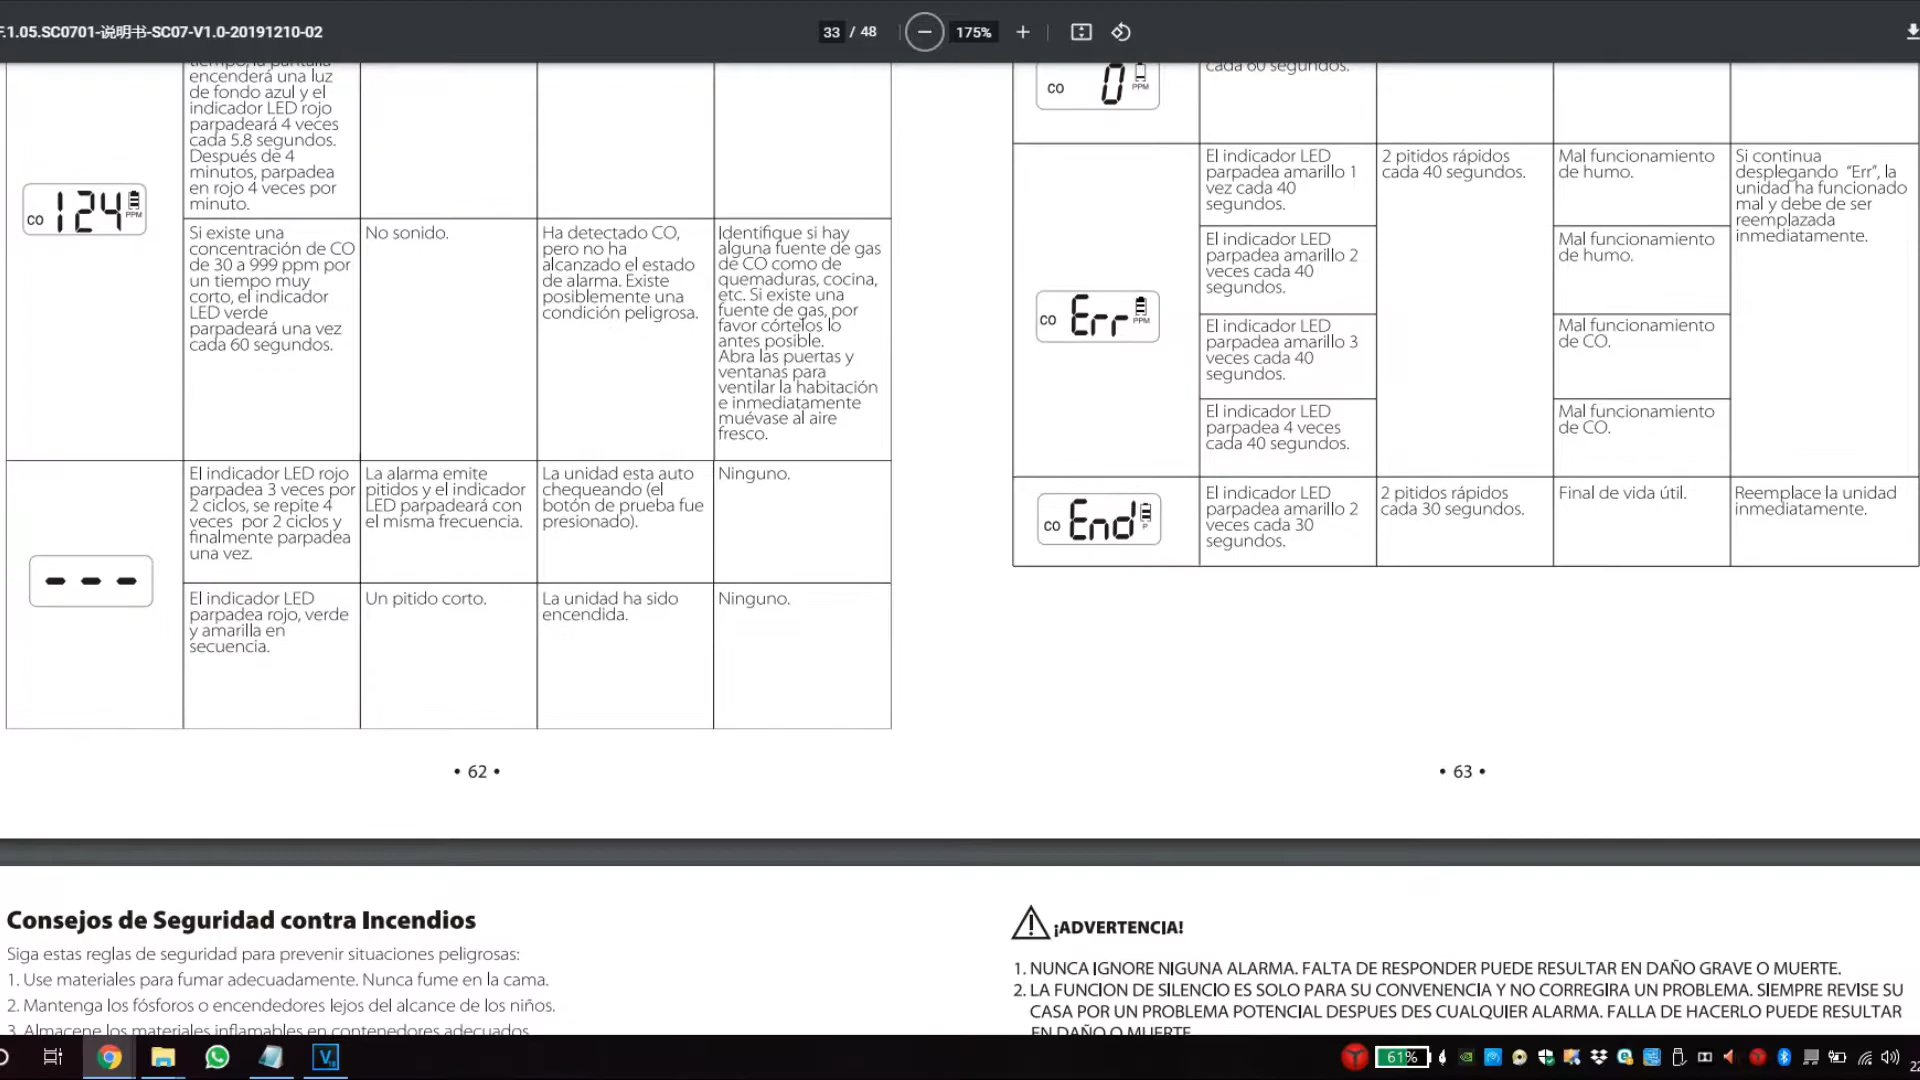 F.1.05.SC0701-说明书-SC07-V1.0-20191210-02
33 / 48
175%
tiempo, la pantalla
encenderá una luz
de fondo azul y el
indicador LED rojo
parpadeará 4 veces
cada 5.8 segundos.
Después de 4
minutos, parpadea
en rojo 4 veces por
minuto.
CO 124 PPM
Si existe una
concentración de CO
de 30 a 999 ppm por
un tiempo muy
corto, el indicador
LED verde
parpadeará una vez
cada 60 segundos.
No sonido.
Ha detectado CO,
pero no ha
alcanzado el estado
de alarma. Existe
posiblemente una
condición peligrosa.
Identifique si hay
alguna fuente de gas
de CO como de
quemaduras, cocina,
etc. Si existe una
fuente de gas, por
favor córtelos lo
antes posible.
Abra las puertas y
ventanas para
ventilar la habitación
e inmediatamente
muévase al aire
fresco.
- - -
El indicador LED rojo
parpadea 3 veces por
2 ciclos, se repite 4
veces por 2 ciclos y
finalmente parpadea
una vez.
La alarma emite
pitidos y el indicador
LED parpadeará con
el misma frecuencia.
La unidad esta auto
chequeando (el
botón de prueba fue
presionado).
Ninguno.
El indicador LED
parpadea rojo, verde
y amarilla en
secuencia.
Un pitido corto.
La unidad ha sido
encendida.
Ninguno.
• 62 •
CO 0 PPM
cada 60 segundos.
CO Err PPM
El indicador LED
parpadea amarillo 1
vez cada 40
segundos.
2 pitidos rápidos
cada 40 segundos.
Mal funcionamiento
de humo.
Si continua
desplegando "Err", la
unidad ha funcionado
mal y debe de ser
reemplazada
inmediatamente.
El indicador LED
parpadea amarillo 2
veces cada 40
segundos.
Mal funcionamiento
de humo.
El indicador LED
parpadea amarillo 3
veces cada 40
segundos.
Mal funcionamiento
de CO.
El indicador LED
parpadea 4 veces
cada 40 segundos.
Mal funcionamiento
de CO.
CO End P
El indicador LED
parpadea amarillo 2
veces cada 30
segundos.
2 pitidos rápidos
cada 30 segundos.
Final de vida útil.
Reemplace la unidad
inmediatamente.
• 63 •
Consejos de Seguridad contra Incendios
Siga estas reglas de seguridad para prevenir situaciones peligrosas:
1. Use materiales para fumar adecuadamente. Nunca fume en la cama.
2. Mantenga los fósforos o encendedores lejos del alcance de los niños.
3. Almacene los materiales inflamables en contenedores adecuados.
¡ADVERTENCIA!
1. NUNCA IGNORE NIGUNA ALARMA. FALTA DE RESPONDER PUEDE RESULTAR EN DAÑO GRAVE O MUERTE.
2. LA FUNCION DE SILENCIO ES SOLO PARA SU CONVENENCIA Y NO CORREGIRA UN PROBLEMA. SIEMPRE REVISE SU
CASA POR UN PROBLEMA POTENCIAL DESPUES DES CUALQUIER ALARMA. FALLA DE HACERLO PUEDE RESULTAR
EN DAÑO O MUERTE
61%